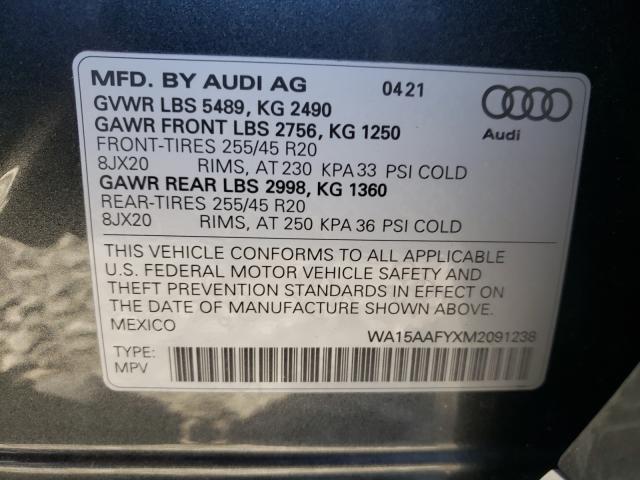 MFD. BY AUDI AG 0421
GVWR LBS 5489, KG 2490
GAWR FRONT LBS 2756, KG 1250
Audi
FRONT-TIRES 255/45 R20
8JX20 RIMS, AT 230 KPA 33 PSI COLD
GAWR REAR LBS 2998, KG 1360
REAR-TIRES 255/45 R20
8JX20 RIMS, AT 250 KPA 36 PSI COLD
THIS VEHICLE CONFORMS TO ALL APPLICABLE
U.S. FEDERAL MOTOR VEHICLE SAFETY AND
THEFT PREVENTION STANDARDS IN EFFECT ON
THE DATE OF MANUFACTURE SHOWN ABOVE.
MEXICO WA15AAFYXM2091238
TYPE:
MPV